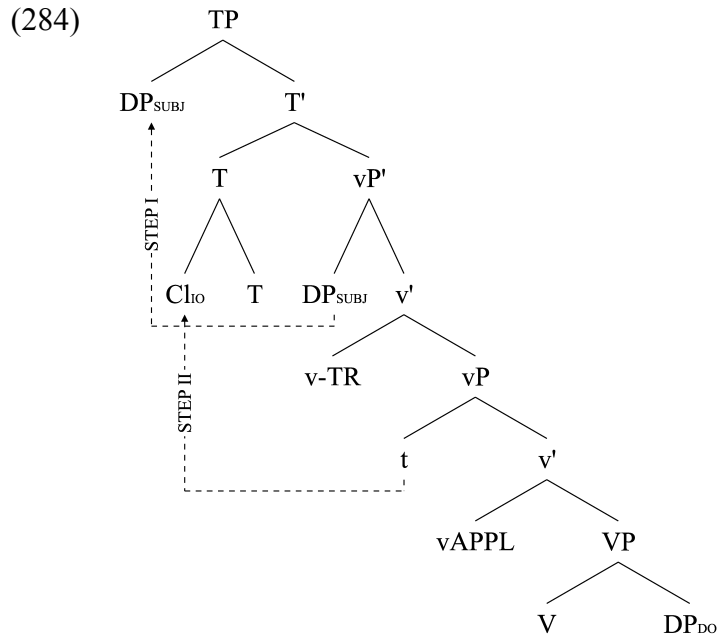 (284) TP
DPSUBJ T'
T vP'
STEP I
ClIO T DPSUBJ v'
v-TR vP
STEP II
t v'
vAPPL VP
V DPDO